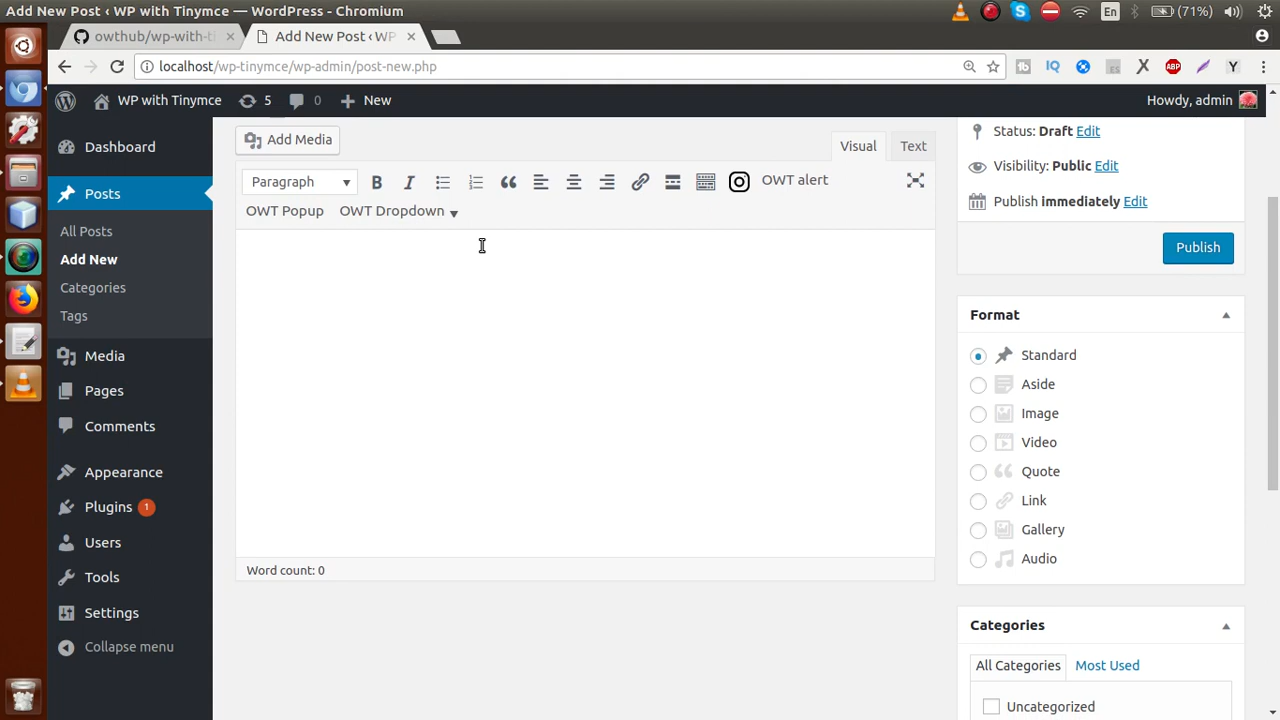 Add New Post ‹ WP with Tinymce — WordPress - Chromium
En
(71%)
owthub/wp-with-ti
Add New Post ‹ WP
localhost/wp-tinymce/wp-admin/post-new.php
IQ
ES
X
ABP
Y
WP with Tinymce
5
0
New
Howdy, admin
Dashboard
Posts
All Posts
Add New
Categories
Tags
Media
Pages
Comments
Appearance
Plugins 1
Users
Tools
Settings
Collapse menu
Add Media
Visual
Text
Paragraph
B
I
OWT alert
OWT Popup
OWT Dropdown
Word count: 0
Status: Draft Edit
Visibility: Public Edit
Publish immediately Edit
Publish
Format
Standard
Aside
Image
Video
Quote
Link
Gallery
Audio
Categories
All Categories
Most Used
Uncategorized